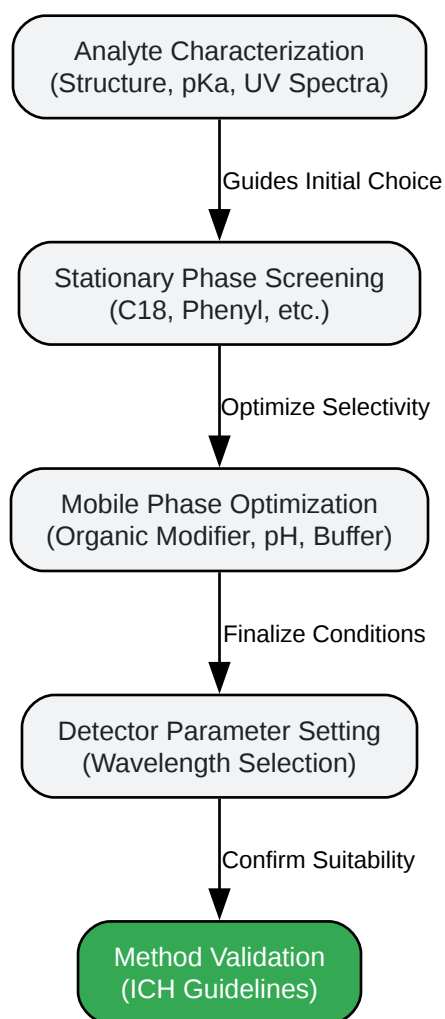 Analyte Characterization
(Structure, pKa, UV Spectra)
Guides Initial Choice
Stationary Phase Screening
(C18, Phenyl, etc.)
Optimize Selectivity
Mobile Phase Optimization
(Organic Modifier, pH, Buffer)
Finalize Conditions
Detector Parameter Setting
(Wavelength Selection)
Confirm Suitability
Method Validation
(ICH Guidelines)